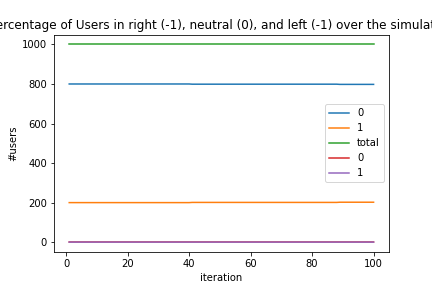 ercentage of Users in right (-1), neutral (0), and left (-1) over the simulat
1000
800
600
400
200
0
#users
0
1
total
0
1
0 20 40 60 80 100
iteration